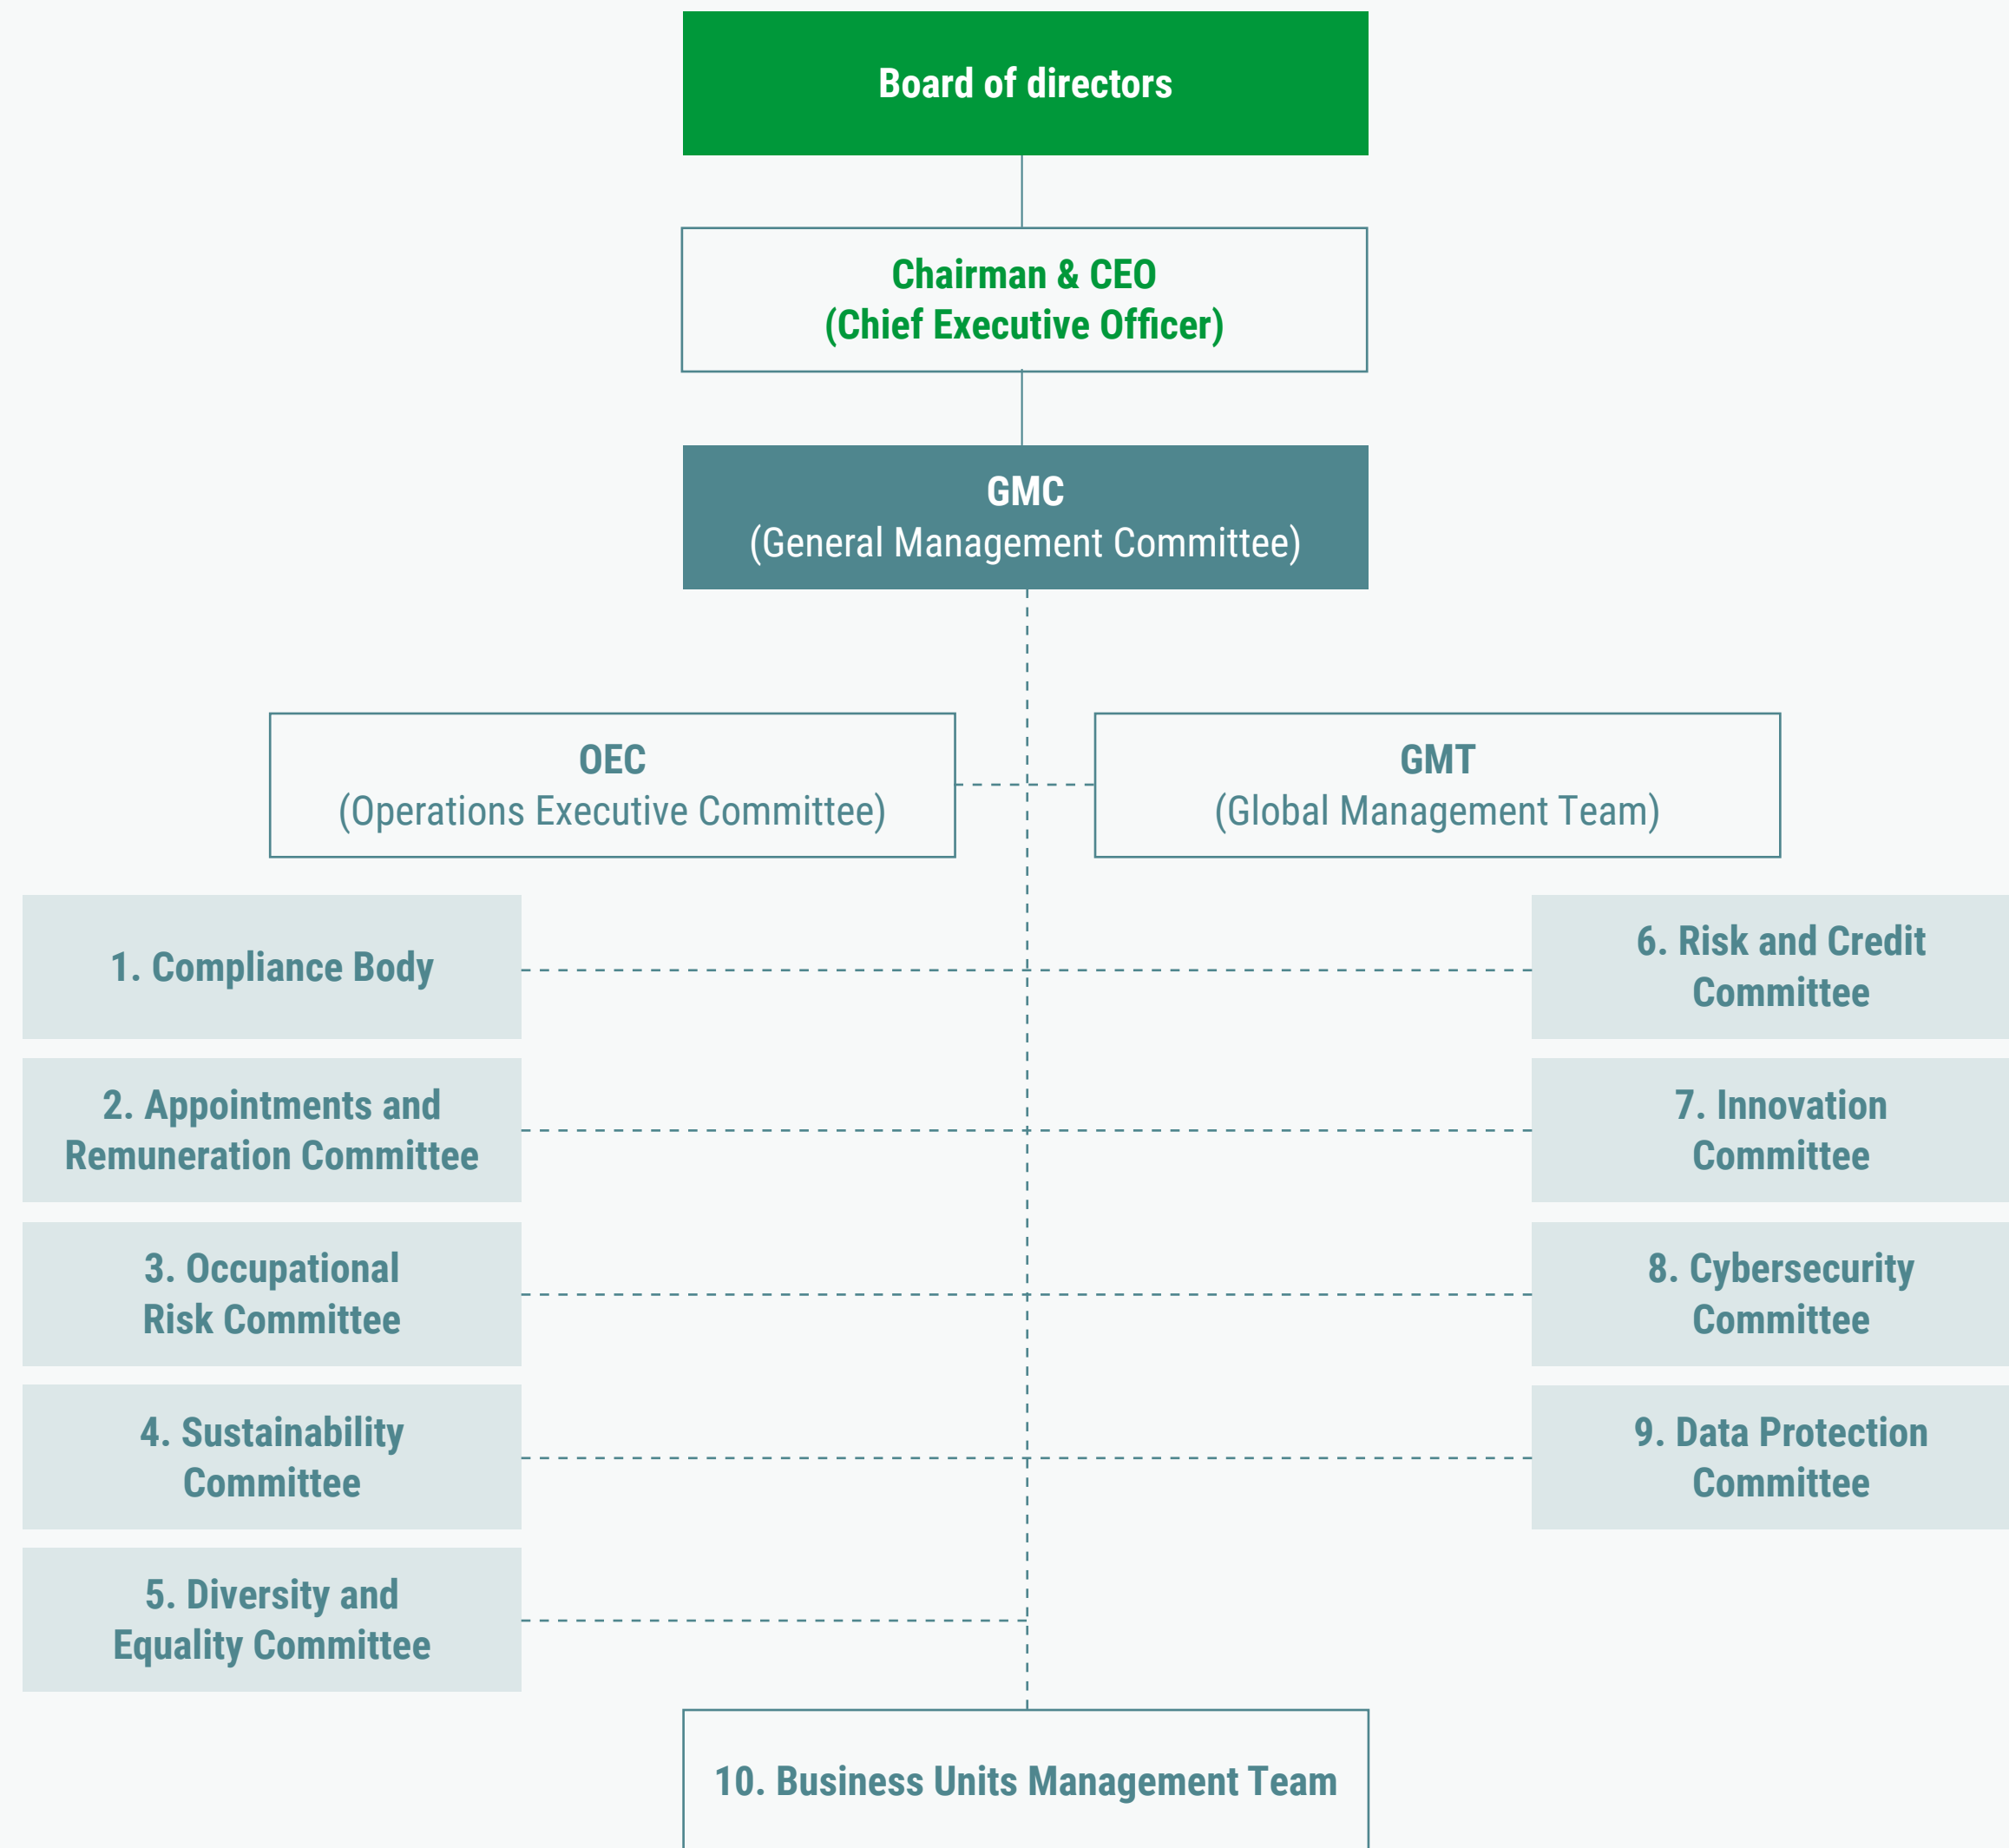 Board of directors
Chairman & CEO
(Chief Executive Officer)
GMC
(General Management Committee)
OEC
(Operations Executive Committee)
GMT
(Global Management Team)
1. Compliance Body
2. Appointments and
Remuneration Committee
3. Occupational
Risk Committee
4. Sustainability
Committee
5. Diversity and
Equality Committee
6. Risk and Credit
Committee
7. Innovation
Committee
8. Cybersecurity
Committee
9. Data Protection
Committee
10. Business Units Management Team